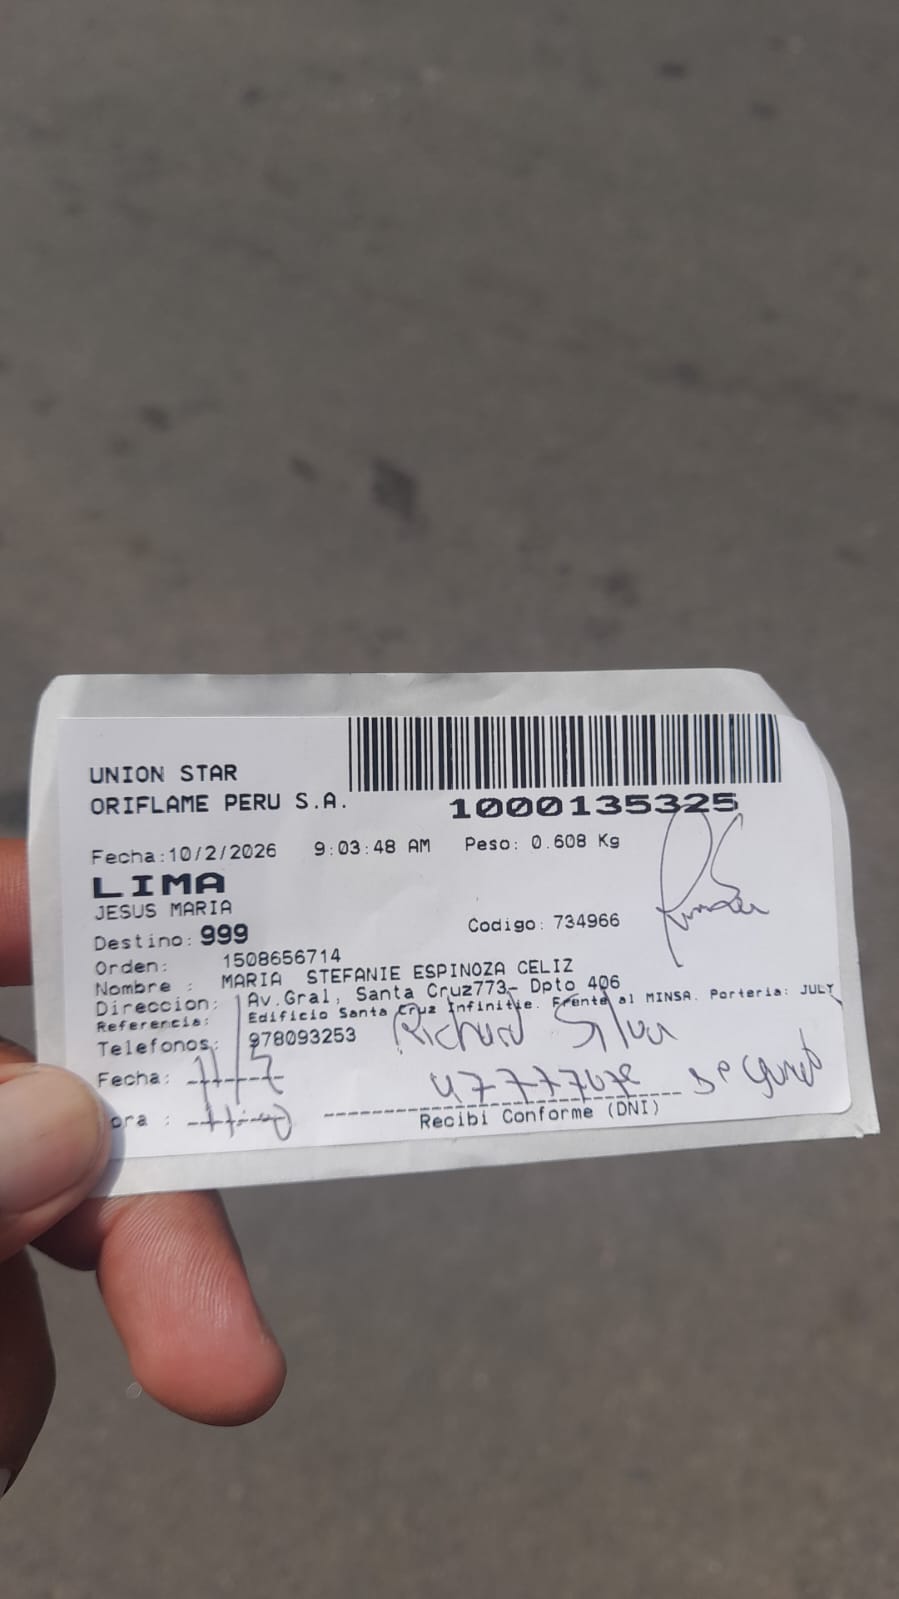 UNION STAR
ORIFLAME PERU S.A.
1000135325
Fecha:10/2/2026 9:03:48 AM Peso: 0.608 Kg
LIMA
JESUS MARIA
Destino: 999 Codigo: 734966
Orden: 1508656714
Nombre : MARIA STEFANIE ESPINOZA CELIZ
Direccion: Av.Gral, Santa Cruz773- Dpto 406
Referencia: Edificio Santa Cruz Infinitie. Frente al MINSA. Porteria: JULY
Telefonos: 978093253
Richard Silva
Fecha:
ora :
Recibi Conforme (DNI)